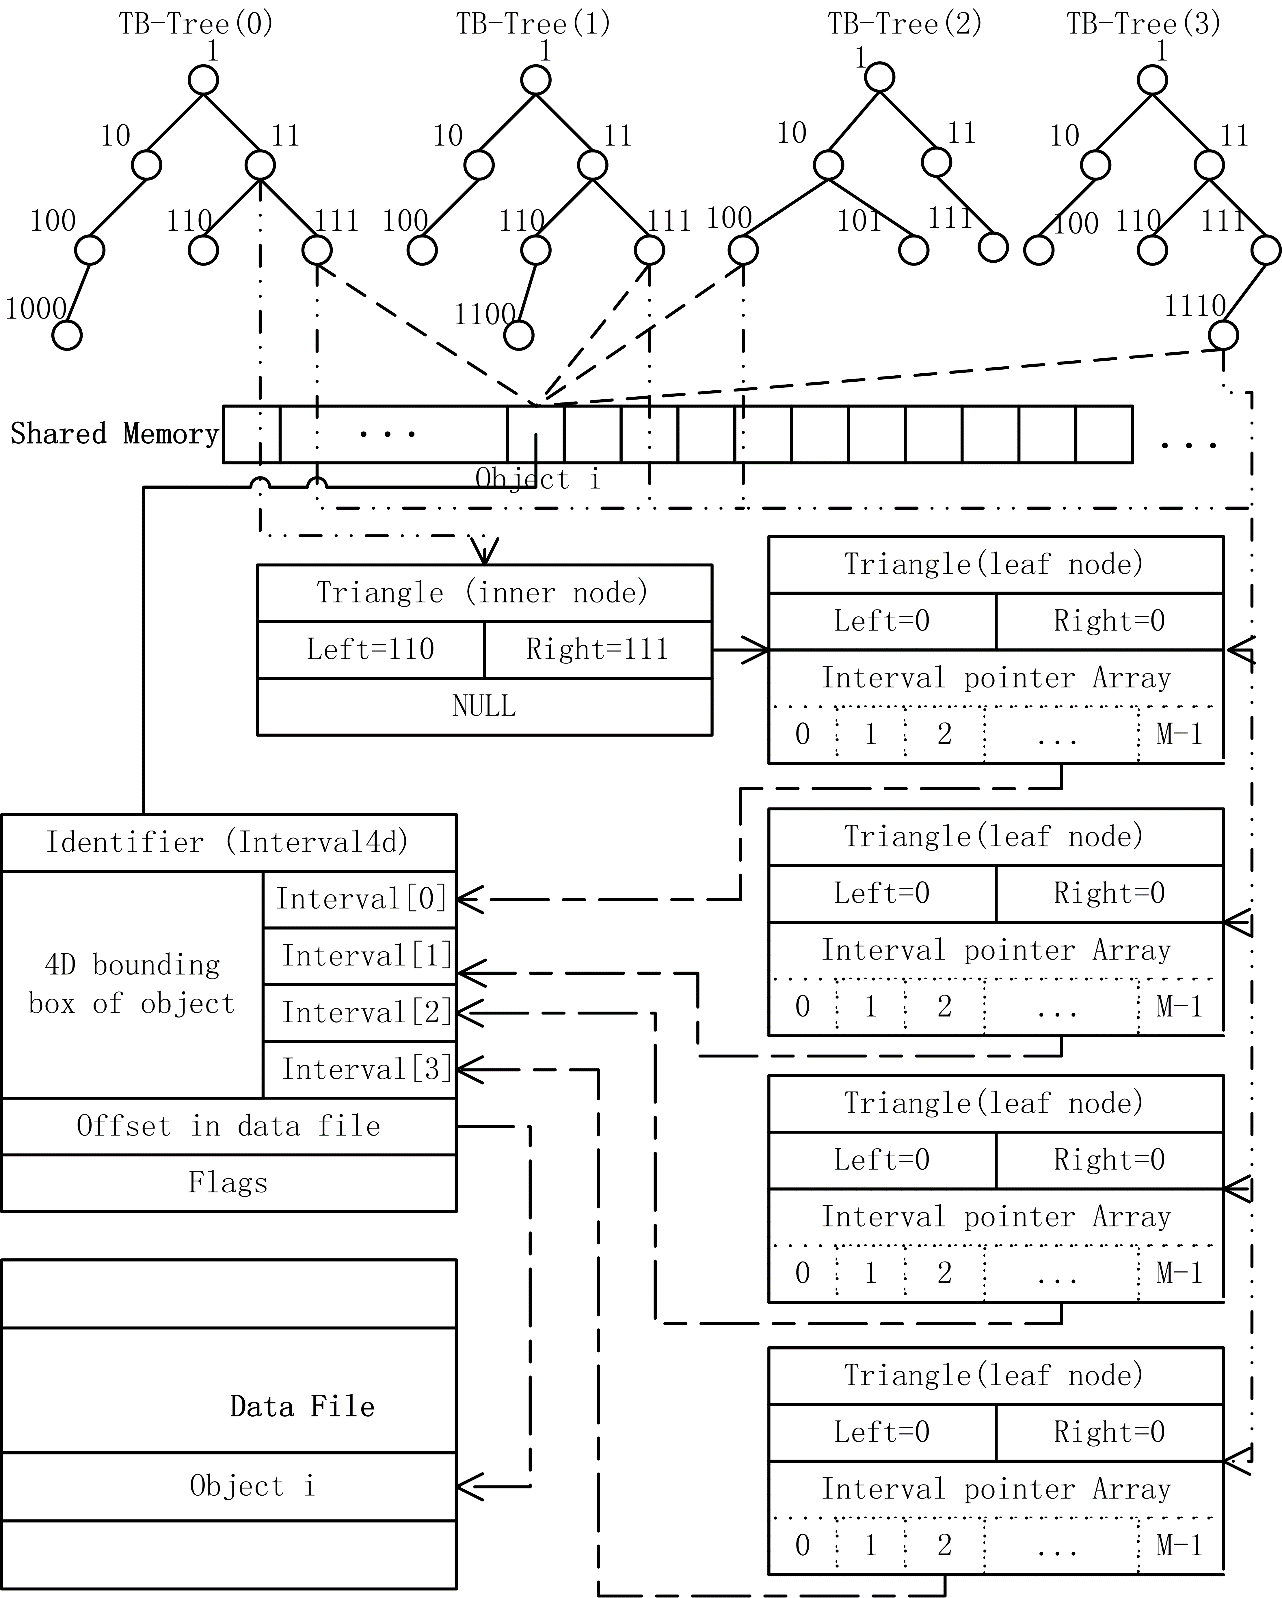 TB-Tree(0) TB-Tree(1) TB-Tree(2) TB-Tree(3)
1 1 1 1
10 11 10 11 10 11 10 11
100 110 111 100 110 111 100 101 111 100 110 111
1000 1100 1110
Shared Memory ... ...
Object i
Triangle (inner node)
Left=110 Right=111
NULL
Triangle(leaf node)
Left=0 Right=0
Interval pointer Array
0 1 2 ... M-1
Identifier (Interval4d)
4D bounding
box of object
Interval[0]
Interval[1]
Interval[2]
Interval[3]
Offset in data file
Flags
Triangle(leaf node)
Left=0 Right=0
Interval pointer Array
0 1 2 ... M-1
Triangle(leaf node)
Left=0 Right=0
Interval pointer Array
0 1 2 ... M-1
Data File
Object i
Triangle(leaf node)
Left=0 Right=0
Interval pointer Array
0 1 2 ... M-1